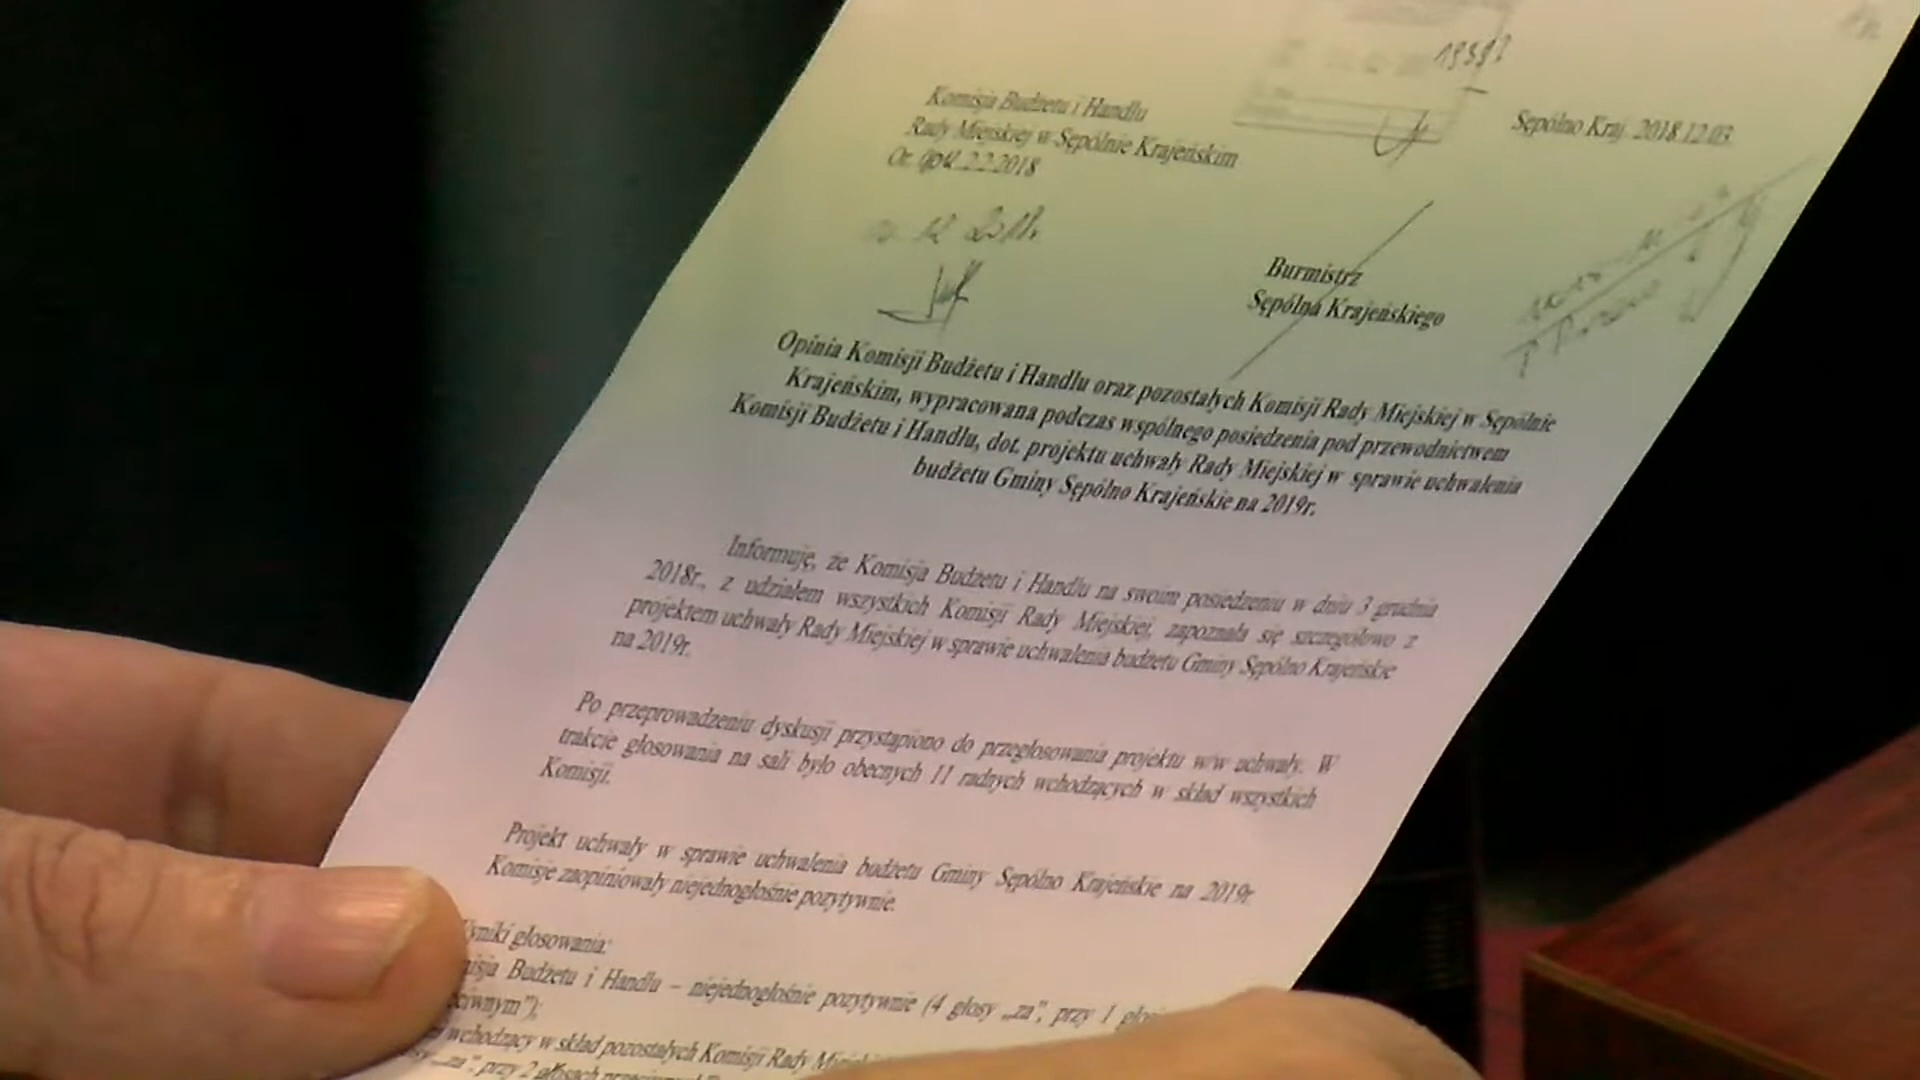 Komisja Budżetu i Handlu
Rady Miejskiej w Sępólnie Krajeńskim
Sępólno Kraj. 2018.12.03.
12 2018r.
Burmistrz
Sępólna Krajeńskiego
Opinia Komisji Budżetu i Handlu oraz pozostałych Komisji Rady Miejskiej w Sępólnie
Krajeńskim, wypracowana podczas wspólnego posiedzenia pod przewodnictwem
Komisji Budżetu i Handlu, dot. projektu uchwały Rady Miejskiej w sprawie uchwalenia
budżetu Gminy Sępólno Krajeńskie na 2019r.
Informuję, że Komisja Budżetu i Handlu na swoim posiedzeniu w dniu 3 grudnia
2018r., z udziałem wszystkich Komisji Rady Miejskiej, zapoznała się szczegółowo z
projektem uchwały Rady Miejskiej w sprawie uchwalenia budżetu Gminy Sępólno Krajeńskie
na 2019r.
Po przeprowadzeniu dyskusji przystąpiono do przegłosowania projektu w/w uchwały. W
trakcie głosowania na sali było obecnych 11 radnych wchodzących w skład wszystkich
Komisji.
Projekt uchwały w sprawie uchwalenia budżetu Gminy Sępólno Krajeńskie na 2019r.
Komisje zaopiniowały niejednogłośnie pozytywnie.
yniki głosowania:
misja Budżetu i Handlu – niejednogłośnie pozytywnie (4 głosy „za”, przy 1 głos
eciwnym”);
wchodzący w skład pozostałych Komisji Rady Miejsk
„za”, przy 2 głosach